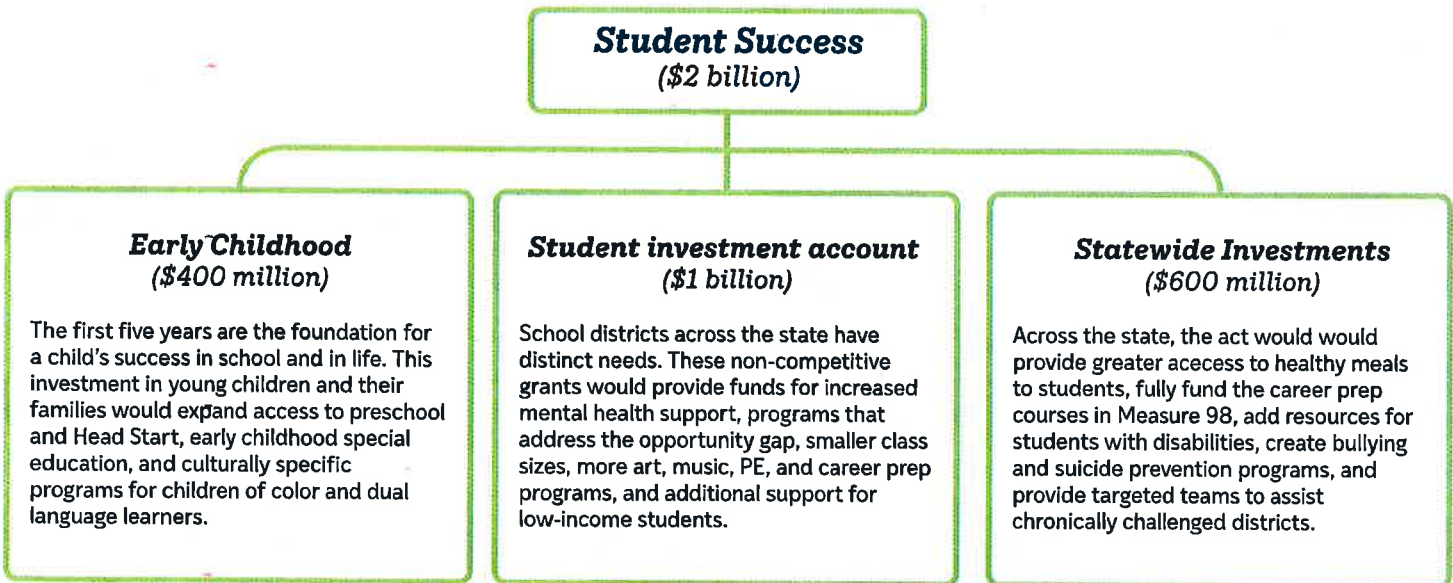 Student Success
($2 billion)
Early Childhood
($400 million)
The first five years are the foundation for
a child's success in school and in life. This
investment in young children and their
families would expand access to preschool
and Head Start, early childhood special
education, and culturally specific
programs for children of color and dual
language learners.
Student investment account
($1 billion)
School districts across the state have
distinct needs. These non-competitive
grants would provide funds for increased
mental health support, programs that
address the opportunity gap, smaller class
sizes, more art, music, PE, and career prep
programs, and additional support for
low-income students.
Statewide Investments
($600 million)
Across the state, the act would would
provide greater acecess to healthy meals
to students, fully fund the career prep
courses in Measure 98, add resources for
students with disabilities, create bullying
and suicide prevention programs, and
provide targeted teams to assist
chronically challenged districts.